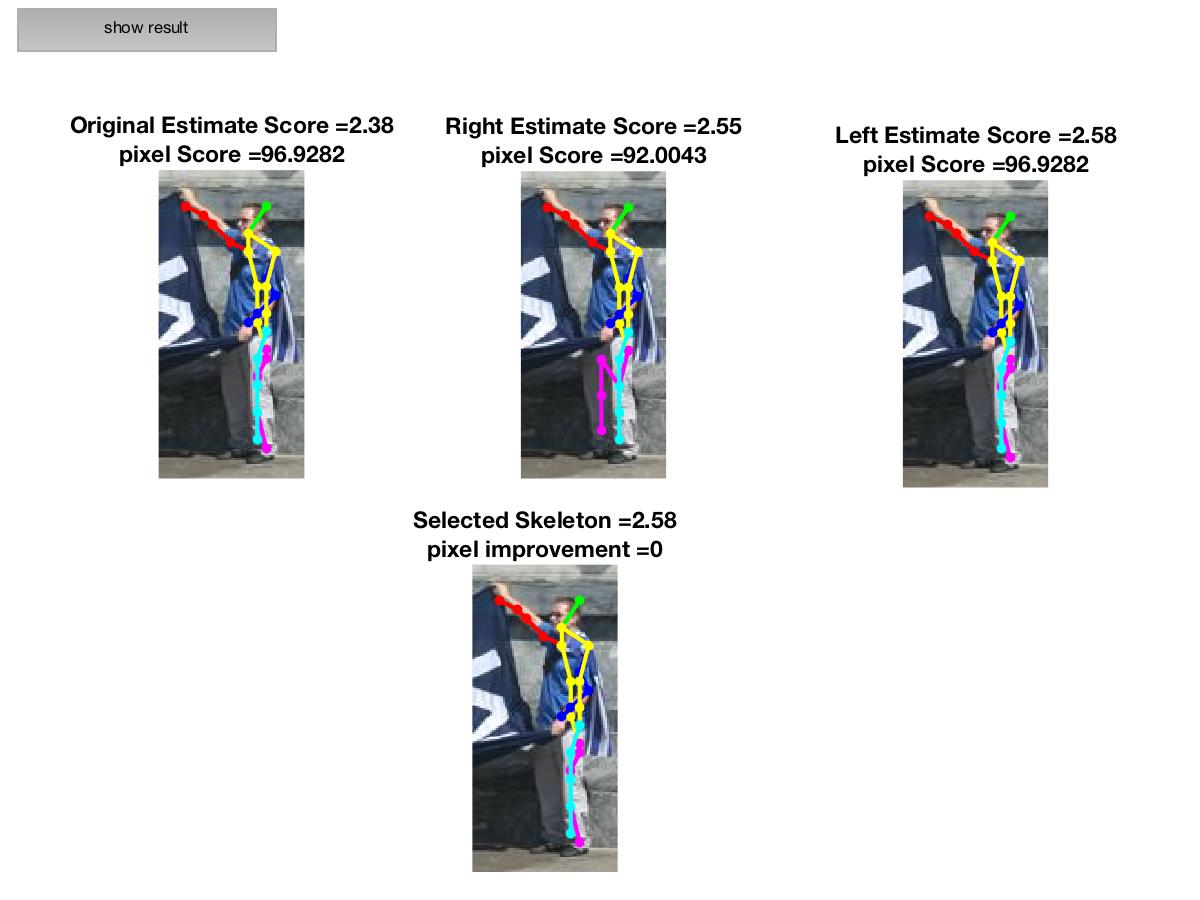 show result
Original Estimate Score =2.38
pixel Score =96.9282
Right Estimate Score =2.55
pixel Score =92.0043
Left Estimate Score =2.58
pixel Score =96.9282
Selected Skeleton =2.58
pixel improvement =0